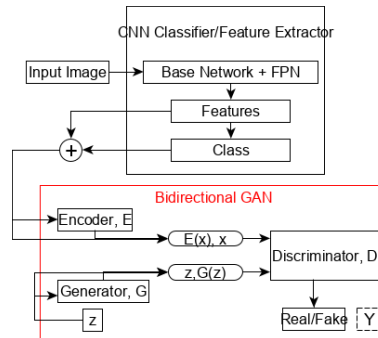 CNN Classifier/Feature Extractor
Input Image
Base Network + FPN
Features
Class
+
Bidirectional GAN
Encoder, E
E(x), x
Discriminator, D
z,G(z)
Generator, G
z
Real/Fake
Y